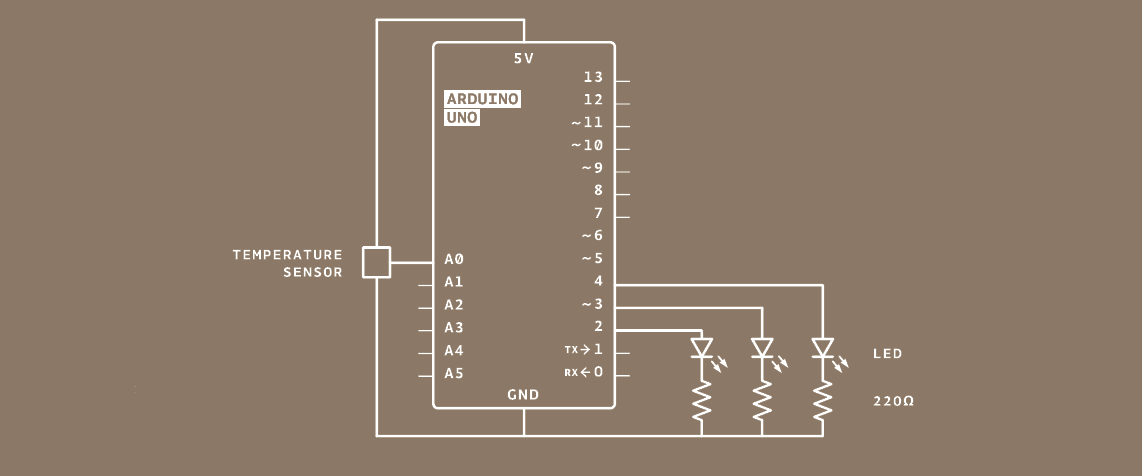 5V
ARDUINO
UNO
13
12
~11
~10
~9
8
7
~6
~5
4
~3
2
TX→1
RX←0
A0
A1
A2
A3
A4
A5
GND
TEMPERATURE
SENSOR
LED
220Ω